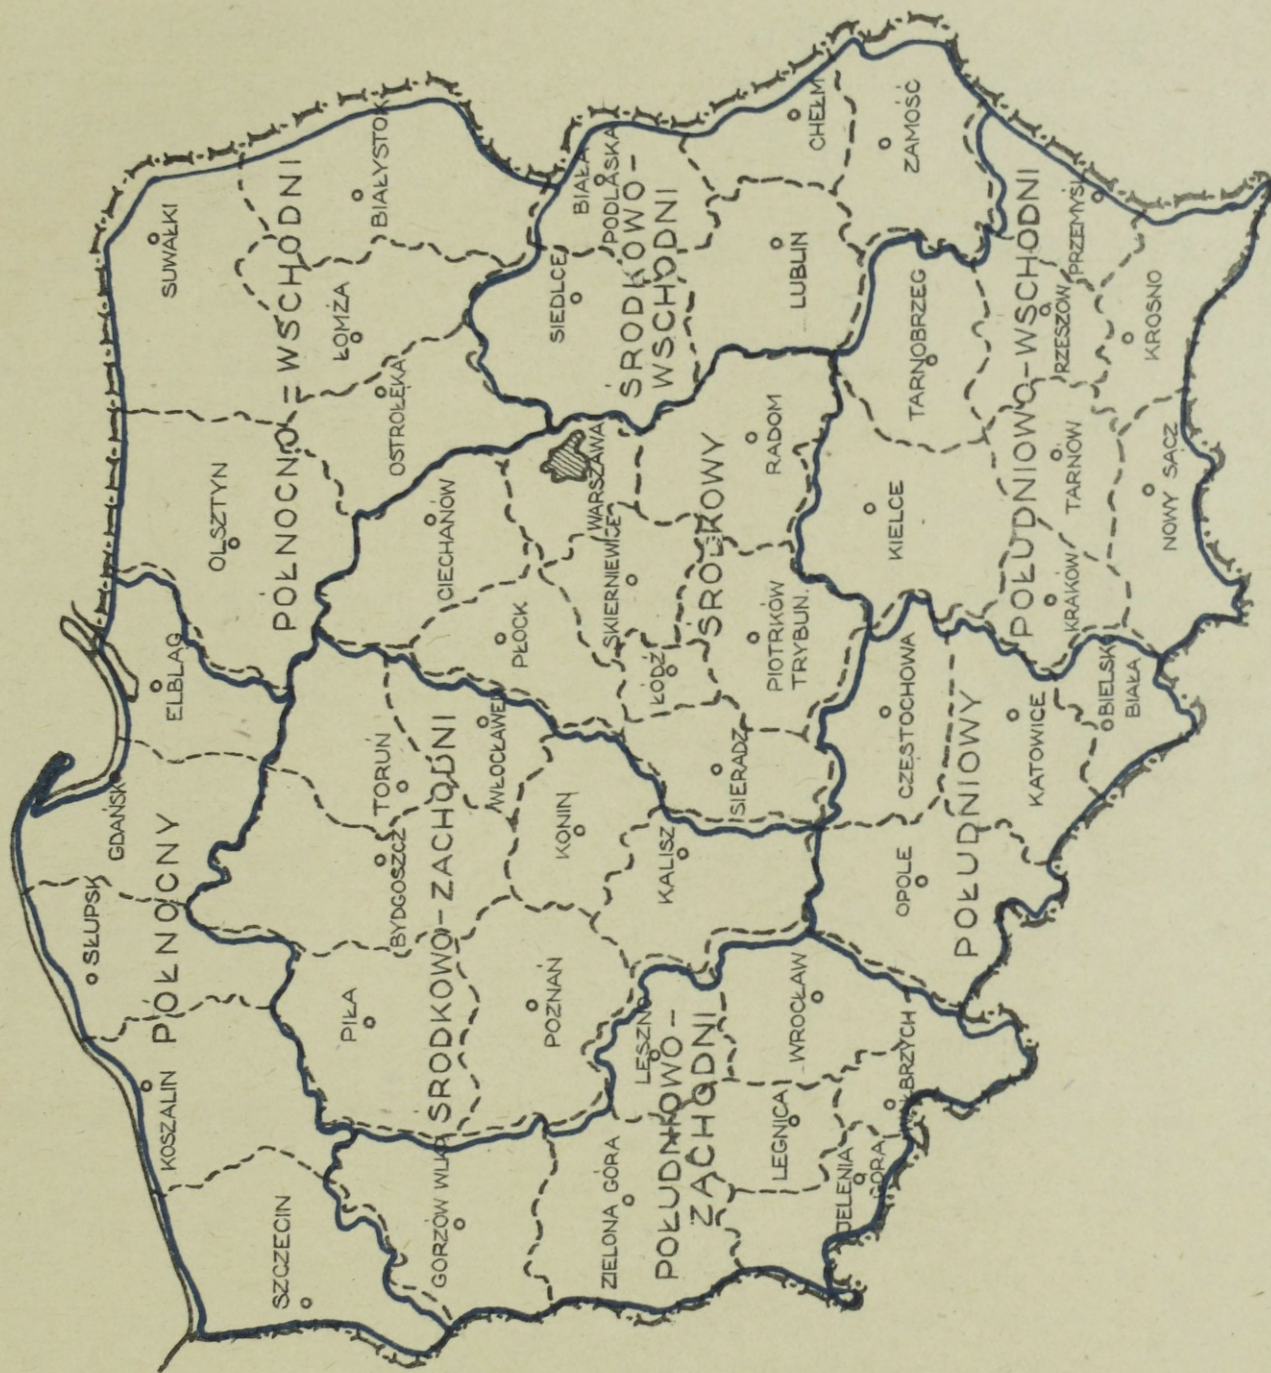 SŁUPSK
GDAŃSK
KOSZALIN
PÓŁNOCNY
ELBLĄG
SUWAŁKI
SZCZECIN
OLSZTYN
PÓŁNOCNO=WSCHODNI
PIŁA
ŁOMŻA
BIAŁYSTOK
BYDGOSZCZ
TORUŃ
OSTROŁĘKA
GORZÓW WLKP.
ŚRODKOWO-ZACHODNI
CIECHANÓW
WŁOCŁAWEK
PŁOCK
POZNAŃ
KONIN
SIEDLCE
BIAŁA
PODLASKA
WARSZAWA
ZIELONA GÓRA
SKIERNIEWICE
ŚRODKOWO-
WSCHODNI
LESZNO
KALISZ
ŁÓDŹ
POŁUDNIOWO-
ZACHODNI
ŚRODKOWY
SIERADZ
RADOM
PIOTRKÓW
TRYBUN.
LUBLIN
CHEŁM
LEGNICA
WROCŁAW
JELENIA
GÓRA
WAŁBRZYCH
OPOLE
CZĘSTOCHOWA
KIELCE
TARNOBRZEG
ZAMOŚĆ
POŁUDNIOWY
POŁUDNIOWO-WSCHODNI
KATOWICE
KRAKÓW
TARNÓW
RZESZÓW
PRZEMYŚL
BIELSKO
BIAŁA
NOWY SĄCZ
KROSNO